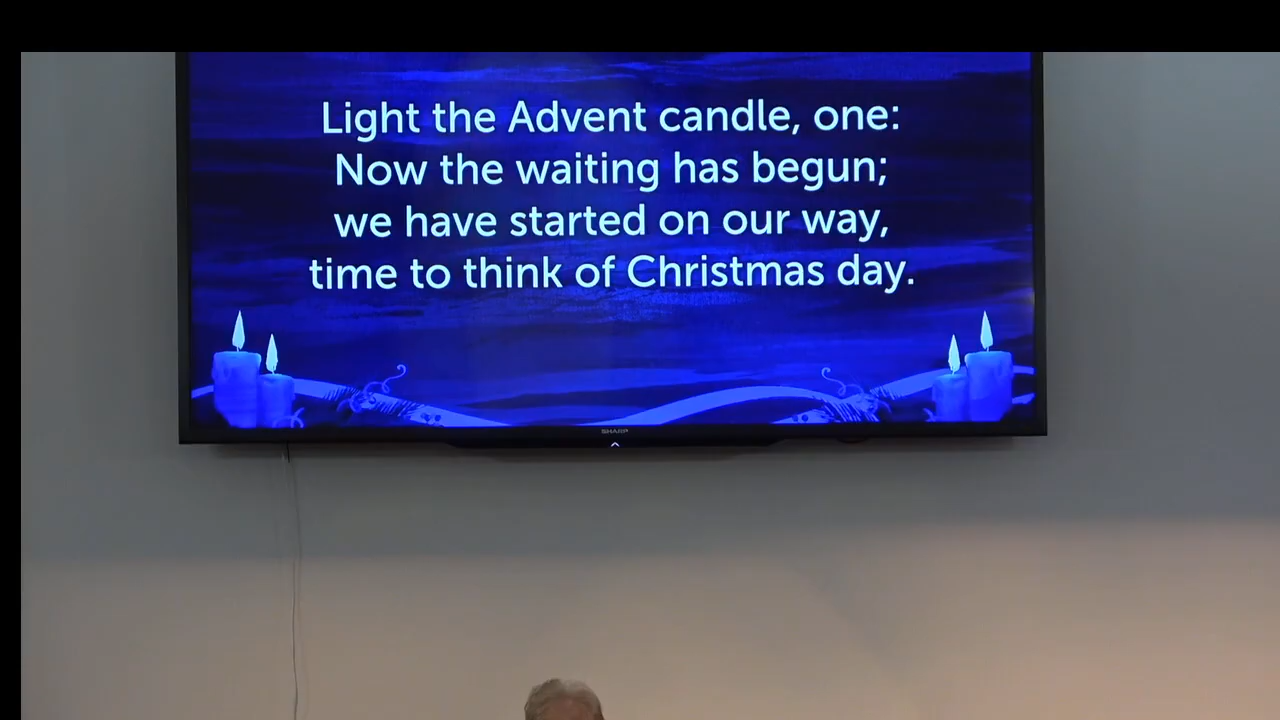 Light the Advent candle, one:
Now the waiting has begun;
we have started on our way,
time to think of Christmas day.
SHARP